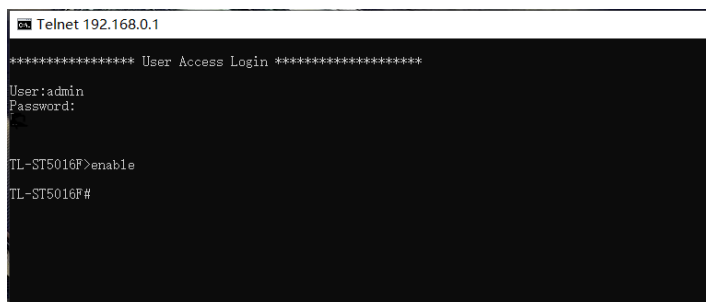 Telnet 192.168.0.1
***************** User Access Login ********************
User:admin
Password:
TL-ST5016F>enable
TL-ST5016F#